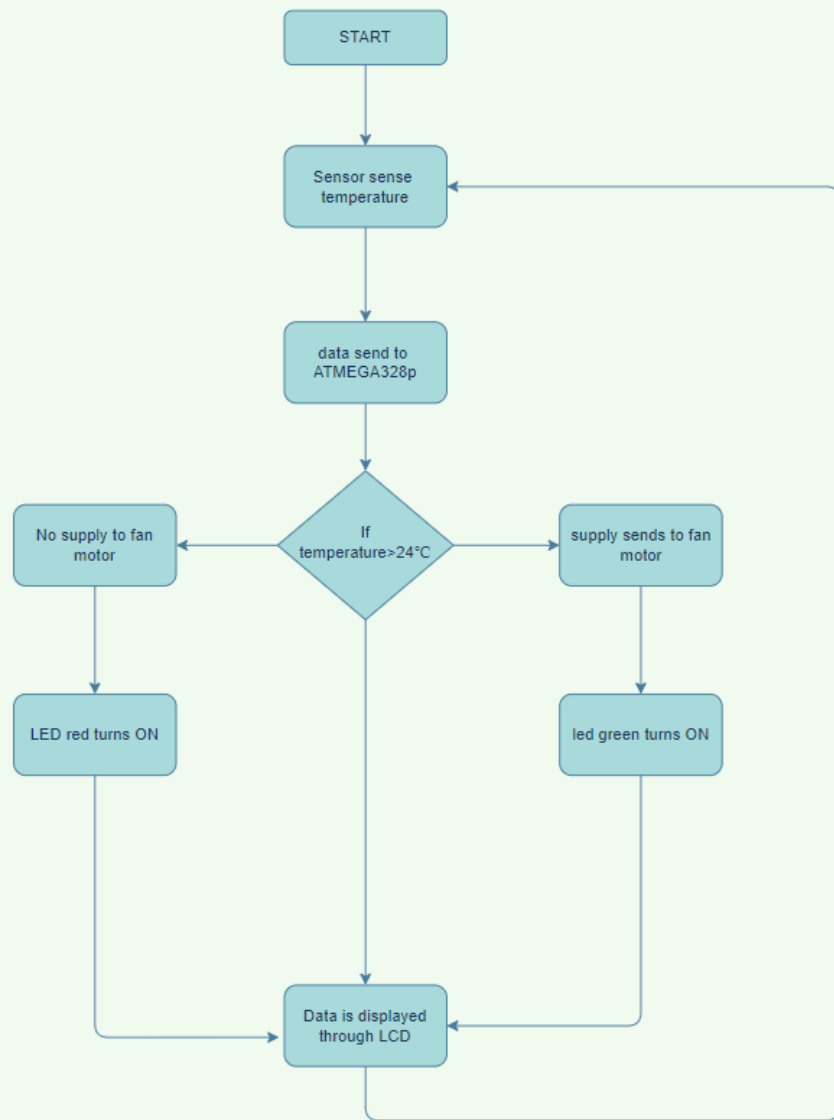 START
Sensor sense
temperature
data send to
ATMEGA328p
If
temperature>24℃
No supply to fan
motor
supply sends to fan
motor
LED red turns ON
led green turns ON
Data is displayed
through LCD